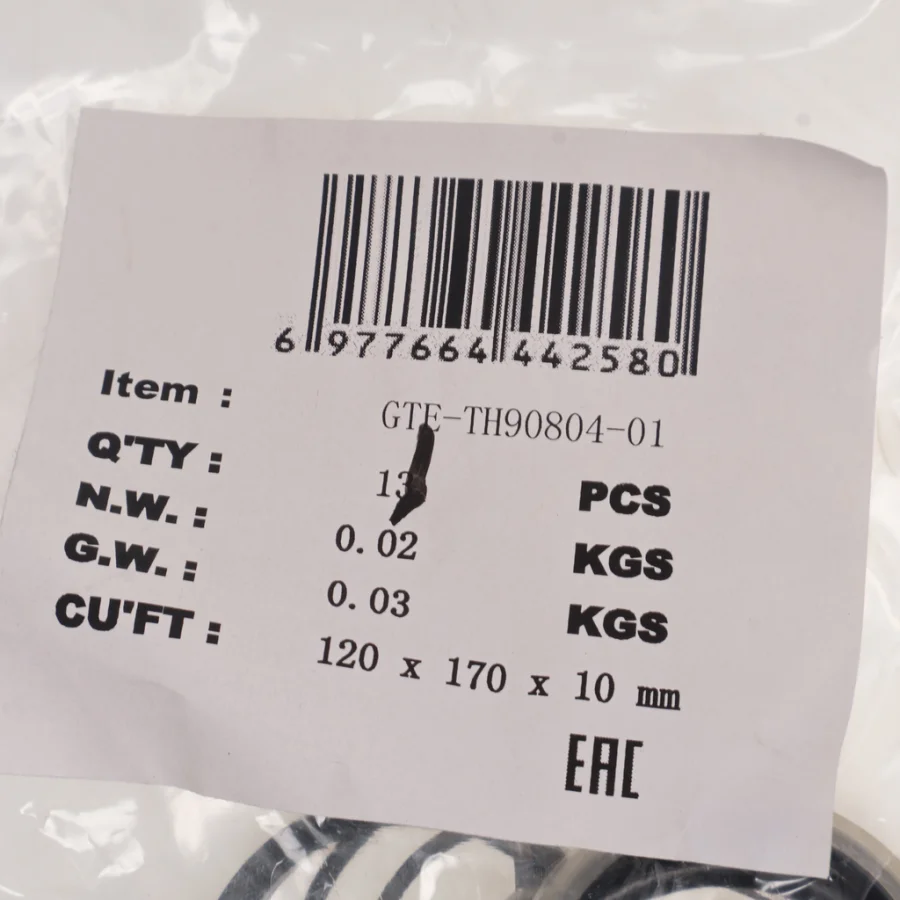 6 977664 442580
Item : GTE-TH90804-01
Q'TY : 13 PCS
N.W. : 0.02 KGS
G.W. : 0.03 KGS
CU'FT : 120 x 170 x 10 mm
EAC